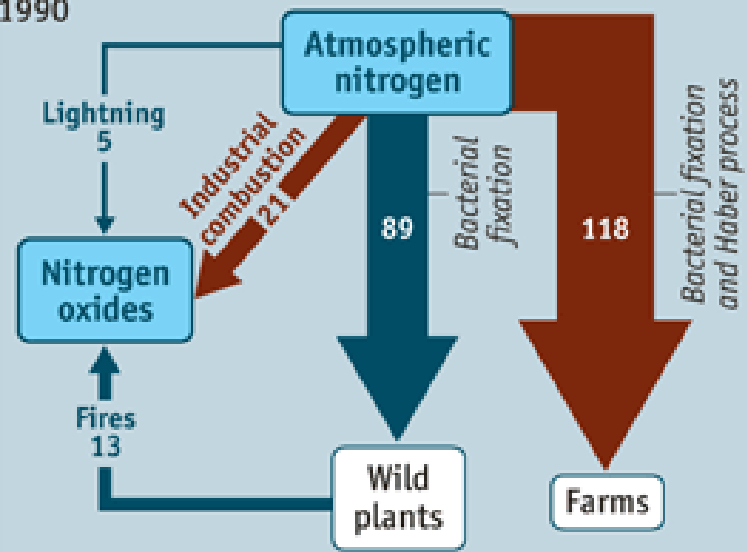 1990
Atmospheric
nitrogen
Lightning
5
Industrial
combustion
21
89
Bacterial
fixation
118
Bacterial fixation
and Haber process
Nitrogen
oxides
Fires
13
Wild
plants
Farms